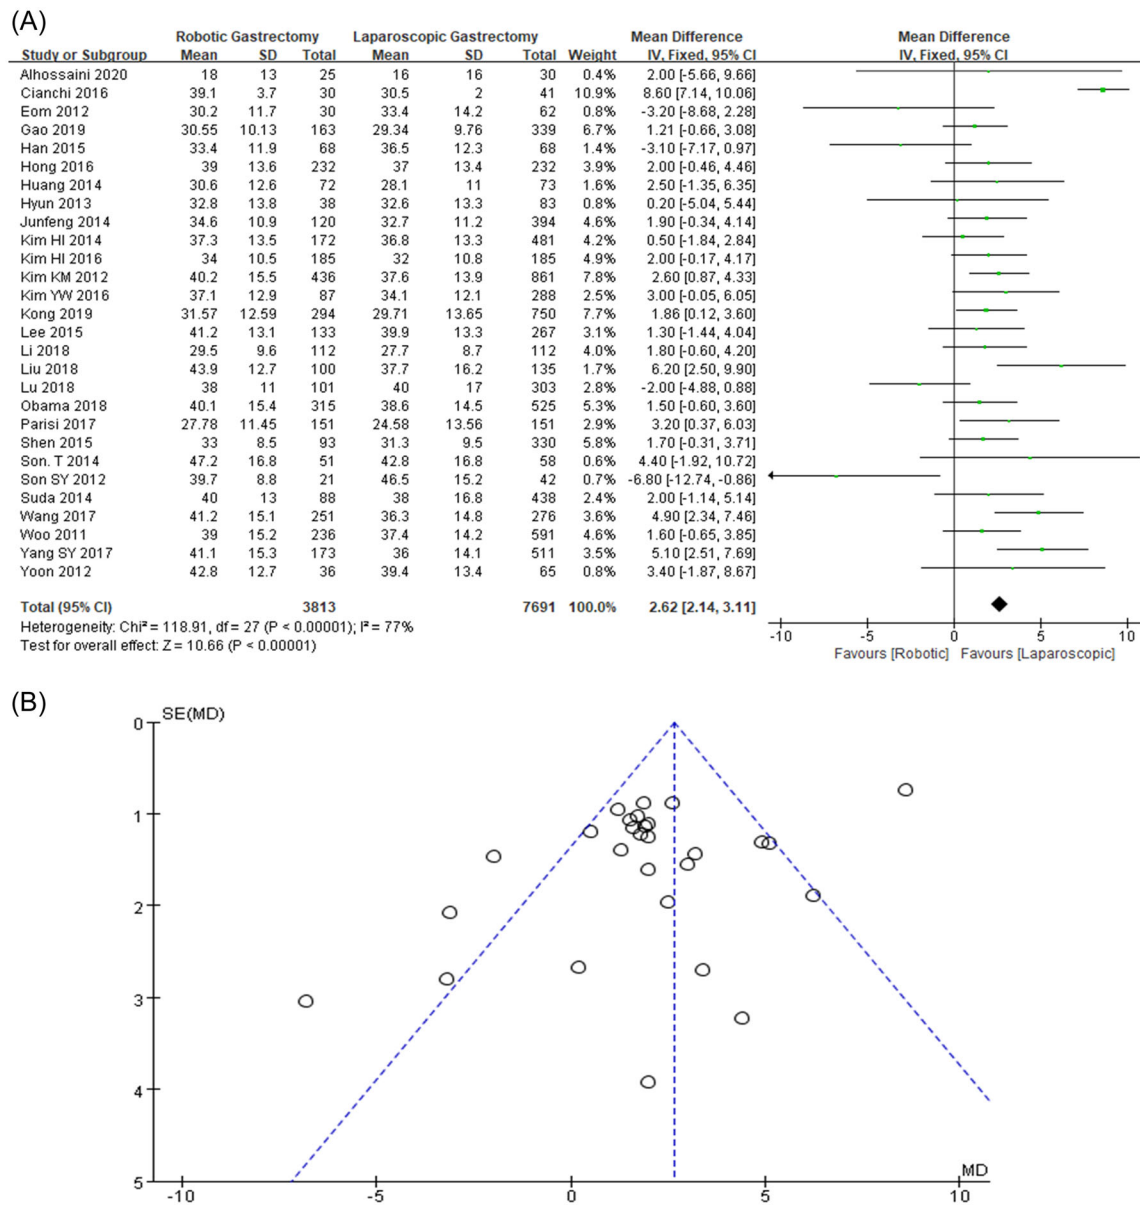 (A)
Robotic Gastrectomy Laparoscopic Gastrectomy Mean Difference Mean Difference
Study or Subgroup Mean SD Total Mean SD Total Weight IV, Fixed, 95% CI IV, Fixed, 95% CI
Alhossaini 2020 18 13 25 16 16 30 0.4% 2.00 [-5.66, 9.66]
Cianchi 2016 39.1 3.7 30 30.5 2 41 10.9% 8.60 [7.14, 10.06]
Eom 2012 30.2 11.7 30 33.4 14.2 62 0.8% -3.20 [-8.68, 2.28]
Gao 2019 30.55 10.13 163 29.34 9.76 339 6.7% 1.21 [-0.66, 3.08]
Han 2015 33.4 11.9 68 36.5 12.3 68 1.4% -3.10 [-7.17, 0.97]
Hong 2016 39 13.6 232 37 13.4 232 3.9% 2.00 [-0.46, 4.46]
Huang 2014 30.6 12.6 72 28.1 11 73 1.6% 2.50 [-1.35, 6.35]
Hyun 2013 32.8 13.8 38 32.6 13.3 83 0.9% 0.20 [-5.04, 5.44]
Junfeng 2014 34.6 10.9 120 32.7 11.2 394 4.6% 1.90 [-0.34, 4.14]
Kim HI 2014 37.3 13.5 172 36.8 13.3 481 4.2% 0.50 [-1.84, 2.84]
Kim HI 2016 34 10.5 185 32 10.8 185 4.9% 2.00 [-0.17, 4.17]
Kim KM 2012 40.2 15.5 436 37.6 13.9 861 7.8% 2.60 [0.87, 4.33]
Kim YW 2016 37.1 12.9 87 34.1 12.1 288 2.5% 3.00 [-0.05, 6.05]
Kong 2019 31.57 12.59 294 29.71 13.65 750 7.7% 1.86 [0.12, 3.60]
Lee 2015 41.2 13.1 133 39.9 13.3 267 3.1% 1.30 [-1.44, 4.04]
Li 2018 29.5 9.6 112 27.7 8.7 112 4.0% 1.80 [-0.60, 4.20]
Liu 2018 43.9 12.7 100 37.7 16.2 135 1.7% 6.20 [2.50, 9.90]
Lu 2018 38 11 101 40 17 303 2.8% -2.00 [-4.88, 0.88]
Obama 2018 40.1 15.4 315 38.6 14.5 525 5.3% 1.50 [-0.60, 3.60]
Parisi 2017 27.78 11.45 151 24.58 13.56 151 2.9% 3.20 [0.37, 6.03]
Shen 2015 33 8.5 93 31.3 9.5 330 5.8% 1.70 [-0.31, 3.71]
Son. T 2014 47.2 16.8 51 42.8 16.8 58 0.6% 4.40 [-1.92, 10.72]
Son SY 2012 39.7 8.8 21 46.5 15.2 42 0.7% -6.80 [-12.74, -0.86]
Suda 2014 40 13 88 38 16.8 438 2.4% 2.00 [-1.14, 5.14]
Wang 2017 41.2 15.1 251 36.3 14.8 276 3.6% 4.90 [2.34, 7.46]
Woo 2011 39 15.2 236 37.4 14.2 591 4.6% 1.60 [-0.65, 3.85]
Yang SY 2017 41.1 15.3 173 36 14.1 511 3.5% 5.10 [2.51, 7.69]
Yoon 2012 42.8 12.7 36 39.4 13.4 65 0.8% 3.40 [-1.87, 8.67]
Total (95% CI) 3813 7691 100.0% 2.62 [2.14, 3.11]
Heterogeneity: Chi² = 118.91, df = 27 (P < 0.00001); I² = 77%
Test for overall effect: Z = 10.66 (P < 0.00001)
-10 -5 0 5 10
Favours [Robotic] Favours [Laparoscopic]
(B)
SE(MD)
0
1
2
3
4
5
MD
-10 -5 0 5 10